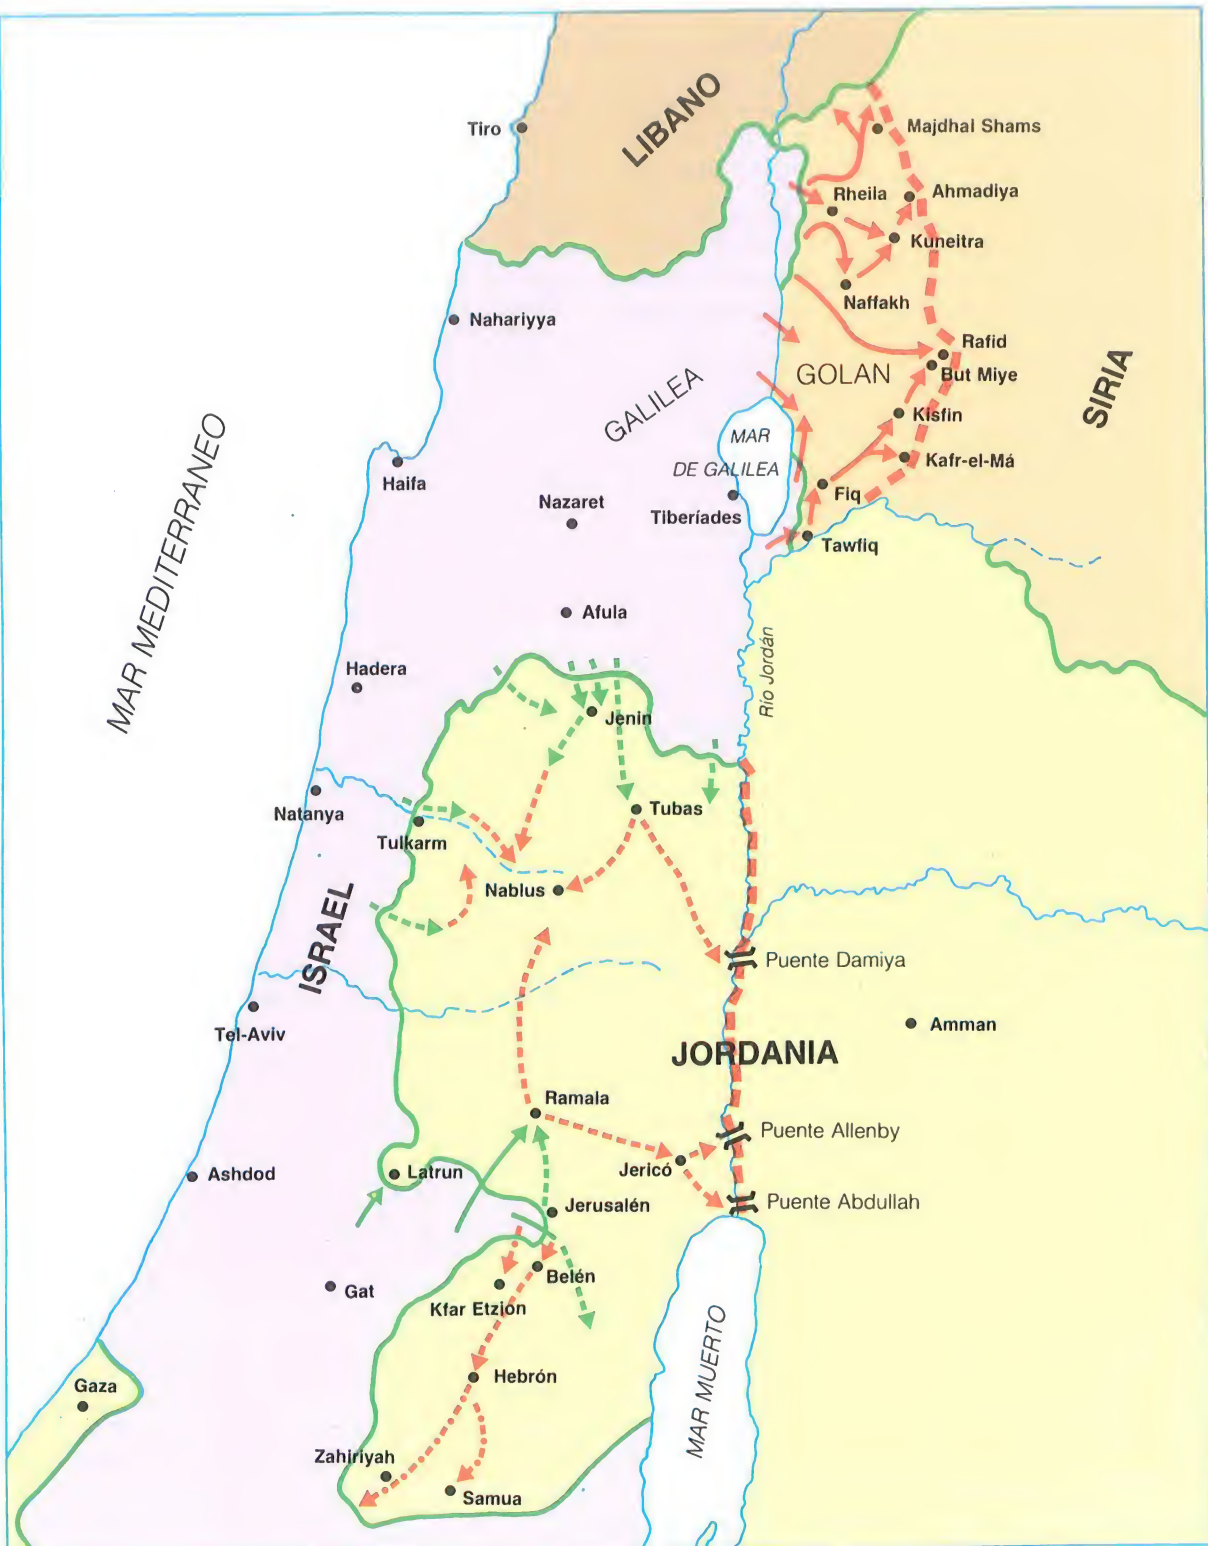 LIBANO
Tiro
Majdhal Shams
Rheila
Ahmadiya
Kuneitra
Naffakh
Nahariyya
Rafid
But Miye
GOLAN
GALILEA
SIRIA
Kisfin
MAR
DE GALILEA
Kafr-el-Má
Haifa
Fiq
Nazaret
Tiberíades
Tawfiq
MAR MEDITERRANEO
Afula
Hadera
Río Jordán
Jenin
Natanya
Tubas
Tulkarm
Nablus
ISRAEL
Puente Damiya
Tel-Aviv
Amman
JORDANIA
Ramala
Puente Allenby
Ashdod
Latrun
Jericó
Jerusalén
Puente Abdullah
Belén
Gat
Kfar Etzion
Hebrón
MAR MUERTO
Gaza
Zahiriyah
Samua